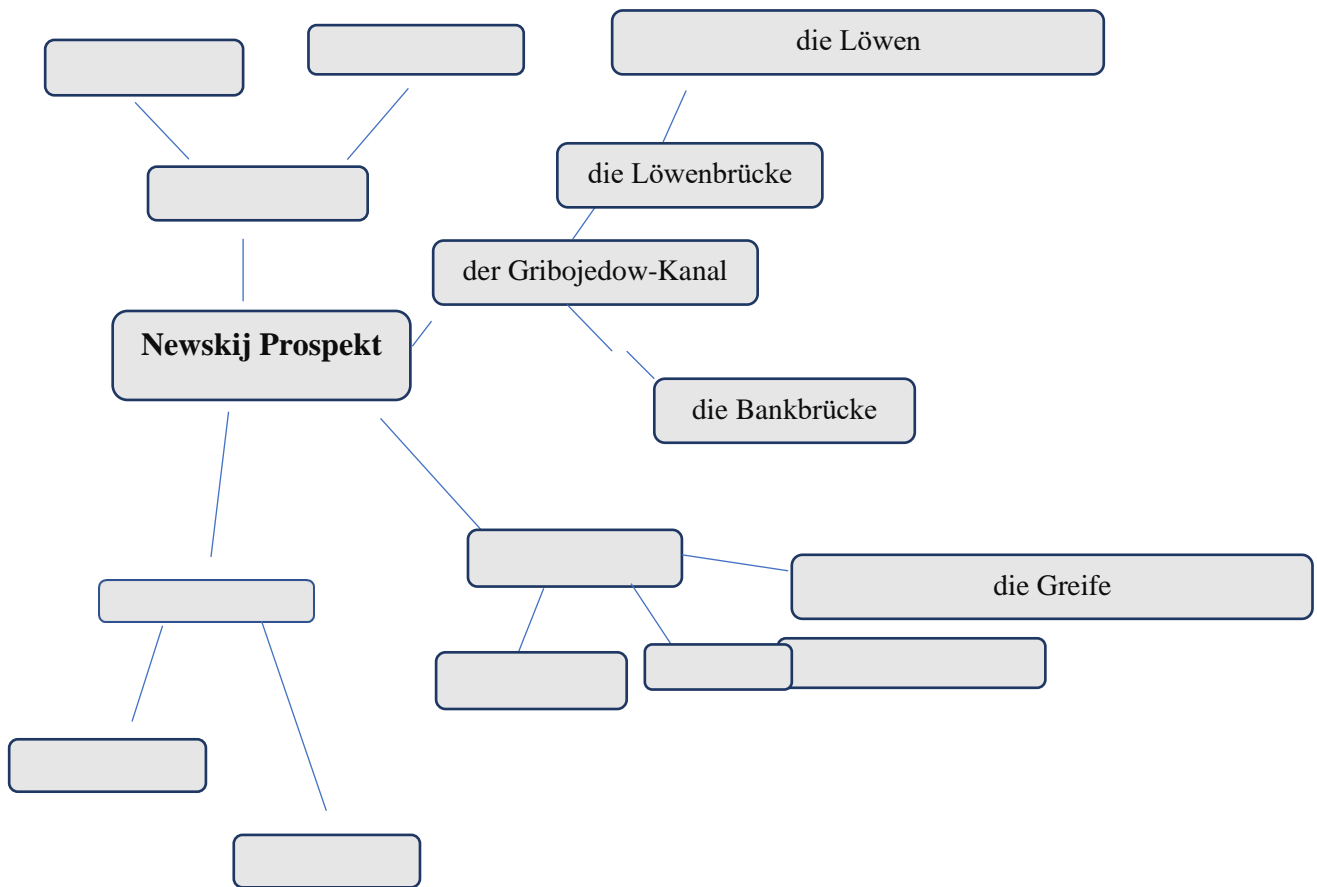 die Löwen
die Löwenbrücke
der Gribojedow-Kanal
Newskij Prospekt
die Bankbrücke
die Greife